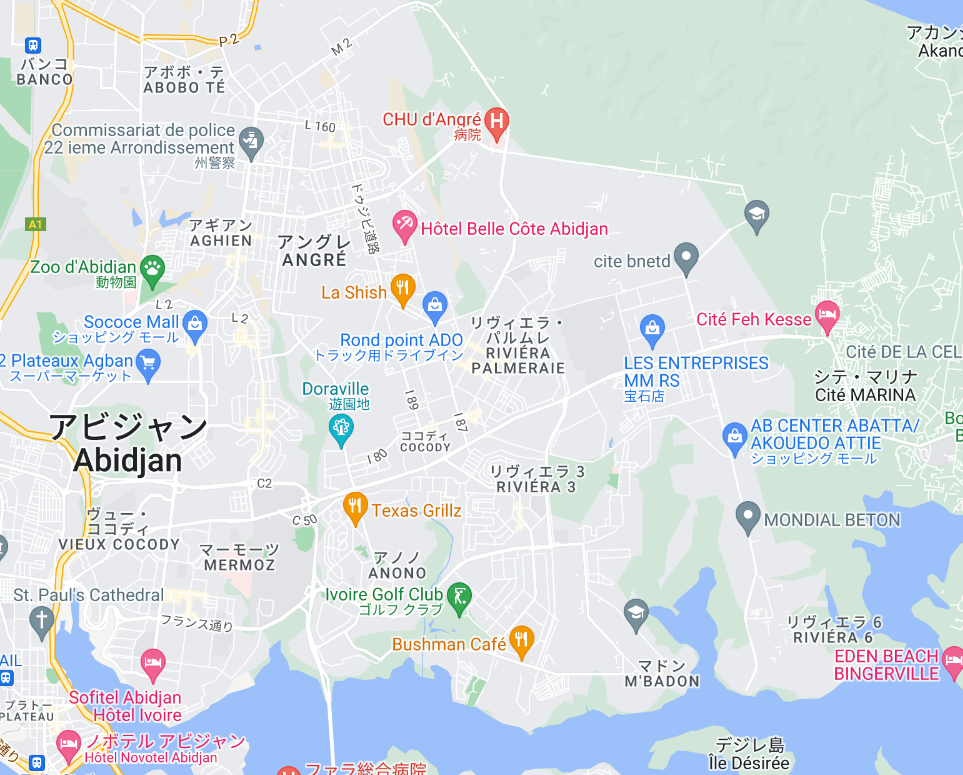 P 2
M 2
アカンシ
Akand
バンコ
BANCO
アボボ・テ
ABOBO TÉ
CHU d'Angré
病院
L 160
Commissariat de police
22 ieme Arrondissement
州警察
ドゥジビ道路
A1
アギアン
AGHIEN
アングレ
ANGRÉ
Hôtel Belle Côte Abidjan
cite bnetd
Zoo d'Abidjan
動物園
La Shish
L 2
L 2
Sococe Mall
ショッピング モール
Rond point ADO
トラック用ドライブイン
リヴィエラ・
パルムレ
RIVIÉRA
PALMERAIE
Cité Feh Kesse
LES ENTREPRISES
MM RS
宝石店
Cité DE LA CEL
2 Plateaux Agban
スーパーマーケット
シテ・マリナ
Cité MARINA
Doraville
遊園地
I 89
I 87
アビジャン
Abidjan
ココディ
COCODY
I 80
AB CENTER ABATTA/
AKOUEDO ATTIE
ショッピング モール
Bo
B
リヴィエラ 3
RIVIÉRA 3
C2
C 50
Texas Grillz
MONDIAL BETON
ヴュー・
ココディ
VIEUX COCODY
マーモーツ
MERMOZ
アノノ
ANONO
Ivoire Golf Club
ゴルフ クラブ
St. Paul's Cathedral
フランス通り
Bushman Café
リヴィエラ 6
RIVIÉRA 6
EDEN BEACH
BINGERVILLE
マドン
M'BADON
AIL
Sofitel Abidjan
Hôtel Ivoire
プラトー
PLATEAU
ノボテル アビジャン
Hôtel Novotel Abidjan
通り
デジレ島
Île Désirée
ファラ総合病院